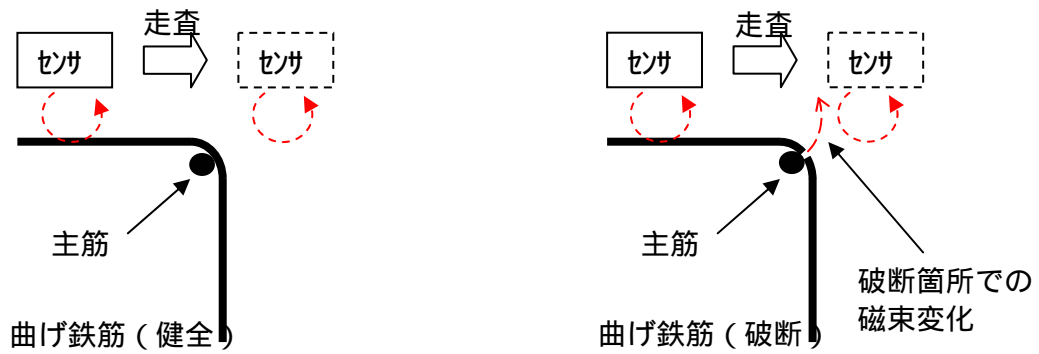 走査
センサ
センサ
主筋
曲げ鉄筋（健全）
走査
センサ
センサ
主筋
破断箇所での
磁束変化
曲げ鉄筋（破断）